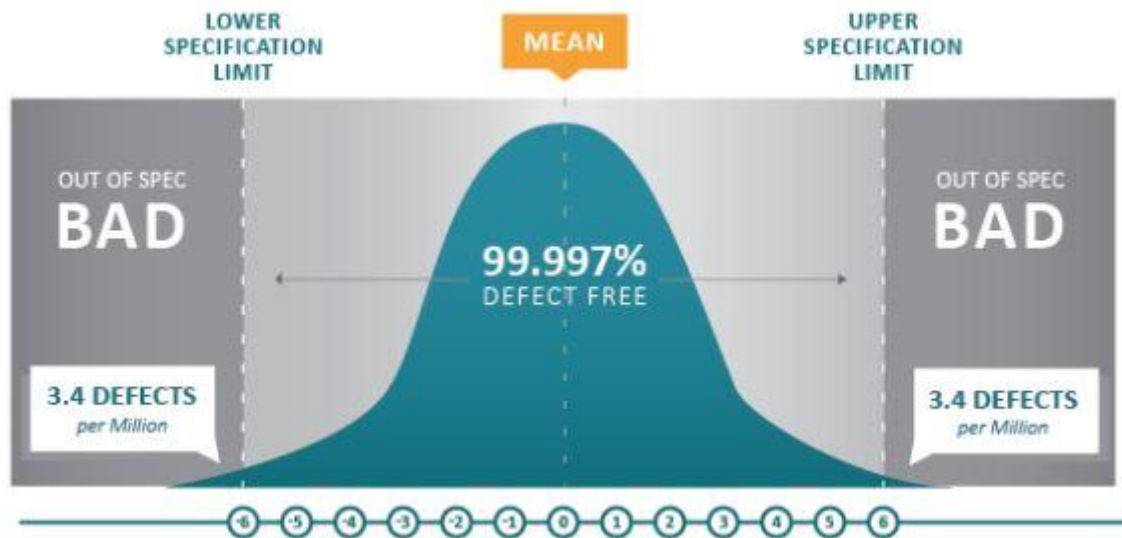 LOWER
SPECIFICATION
LIMIT
MEAN
UPPER
SPECIFICATION
LIMIT
OUT OF SPEC
BAD
OUT OF SPEC
BAD
99.997%
DEFECT FREE
3.4 DEFECTS
per Million
3.4 DEFECTS
per Million
-6 -5 -4 -3 -2 -1 0 1 2 3 4 5 6